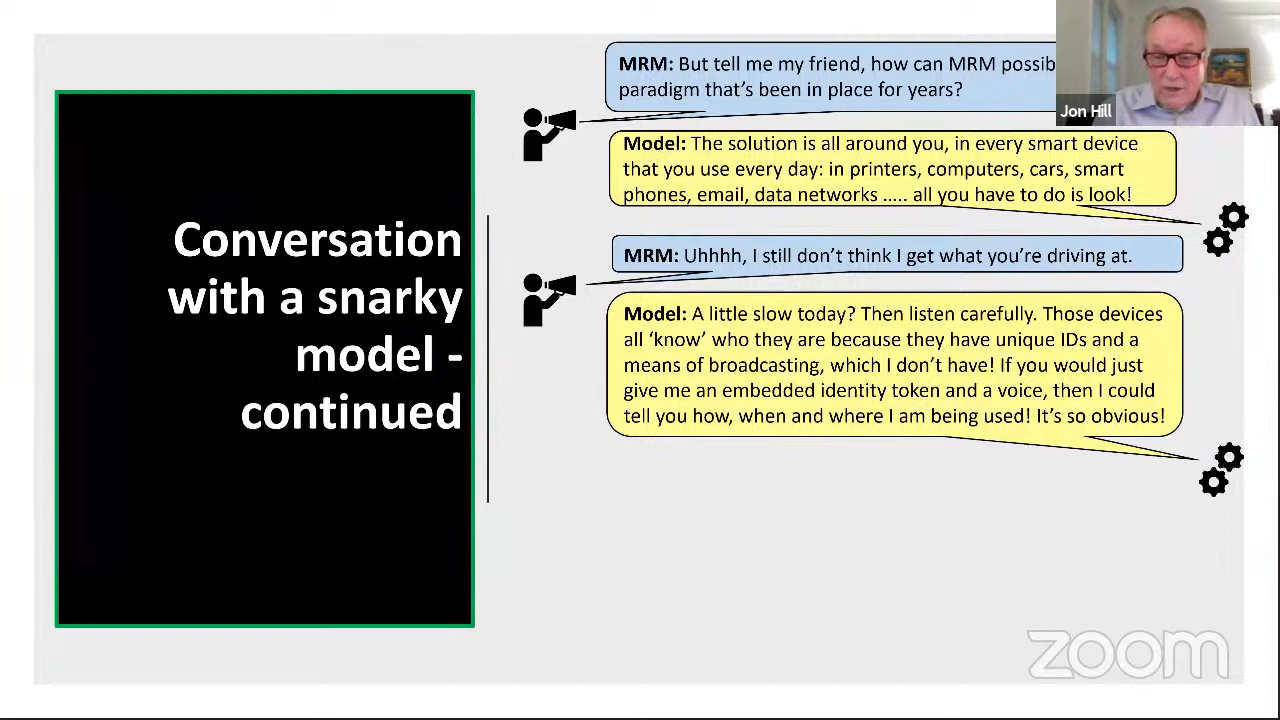 Conversation
with a snarky
model -
continued
MRM: But tell me my friend, how can MRM
paradigm that’s been in place for years?
Jon Hill
Model: The solution is all around you, in every smart device
that you use every day: in printers, computers, cars, smart
phones, email, data networks ….. all you have to do is look!
MRM: Uhhhh, I still don’t think I get what you’re driving at.
Model: A little slow today? Then listen carefully. Those devices
all ‘know’ who they are because they have unique IDs and a
means of broadcasting, which I don’t have! If you would just
give me an embedded identity token and a voice, then I could
tell you how, when and where I am being used! It’s so obvious!
zoom